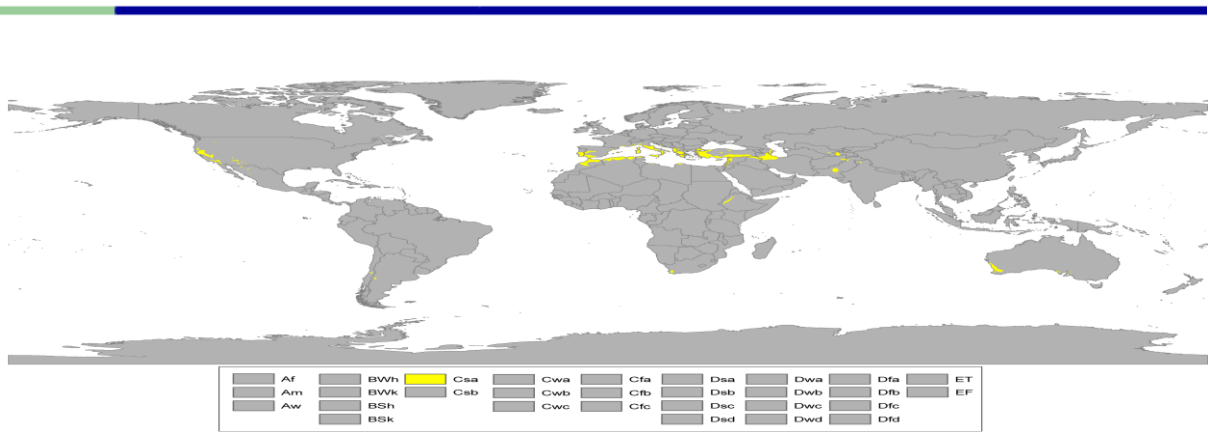 Af BWh Csa Cwa Cfa Dsa Dwa Dfa ET
Am BWk Csb Cwb Cfb Dsb Dwb Dfb EF
Aw BSh Cwc Cfc Dsc Dwc Dfc
BSk Dsd Dwd Dfd